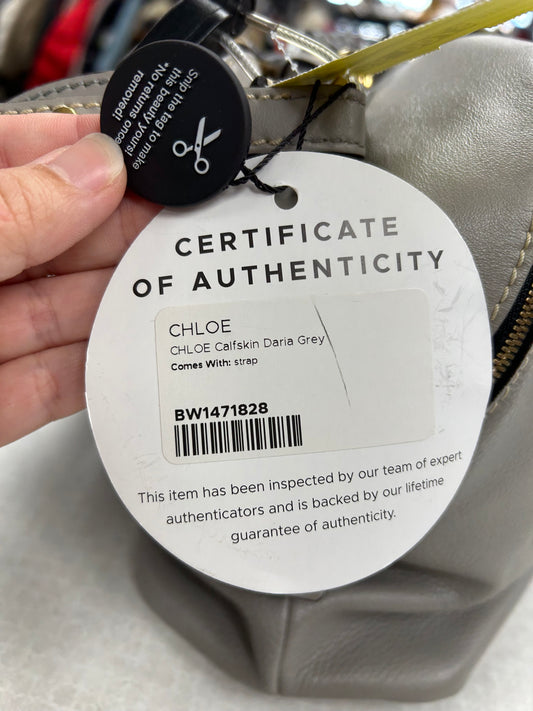 Snip the tag to make
this beauty yours!
*No returns once
removed!
CERTIFICATE
OF AUTHENTICITY
CHLOE
CHLOE Calfskin Daria Grey
Comes With: strap
BW1471828
This item has been inspected by our team of expert
authenticators and is backed by our lifetime
guarantee of authenticity.